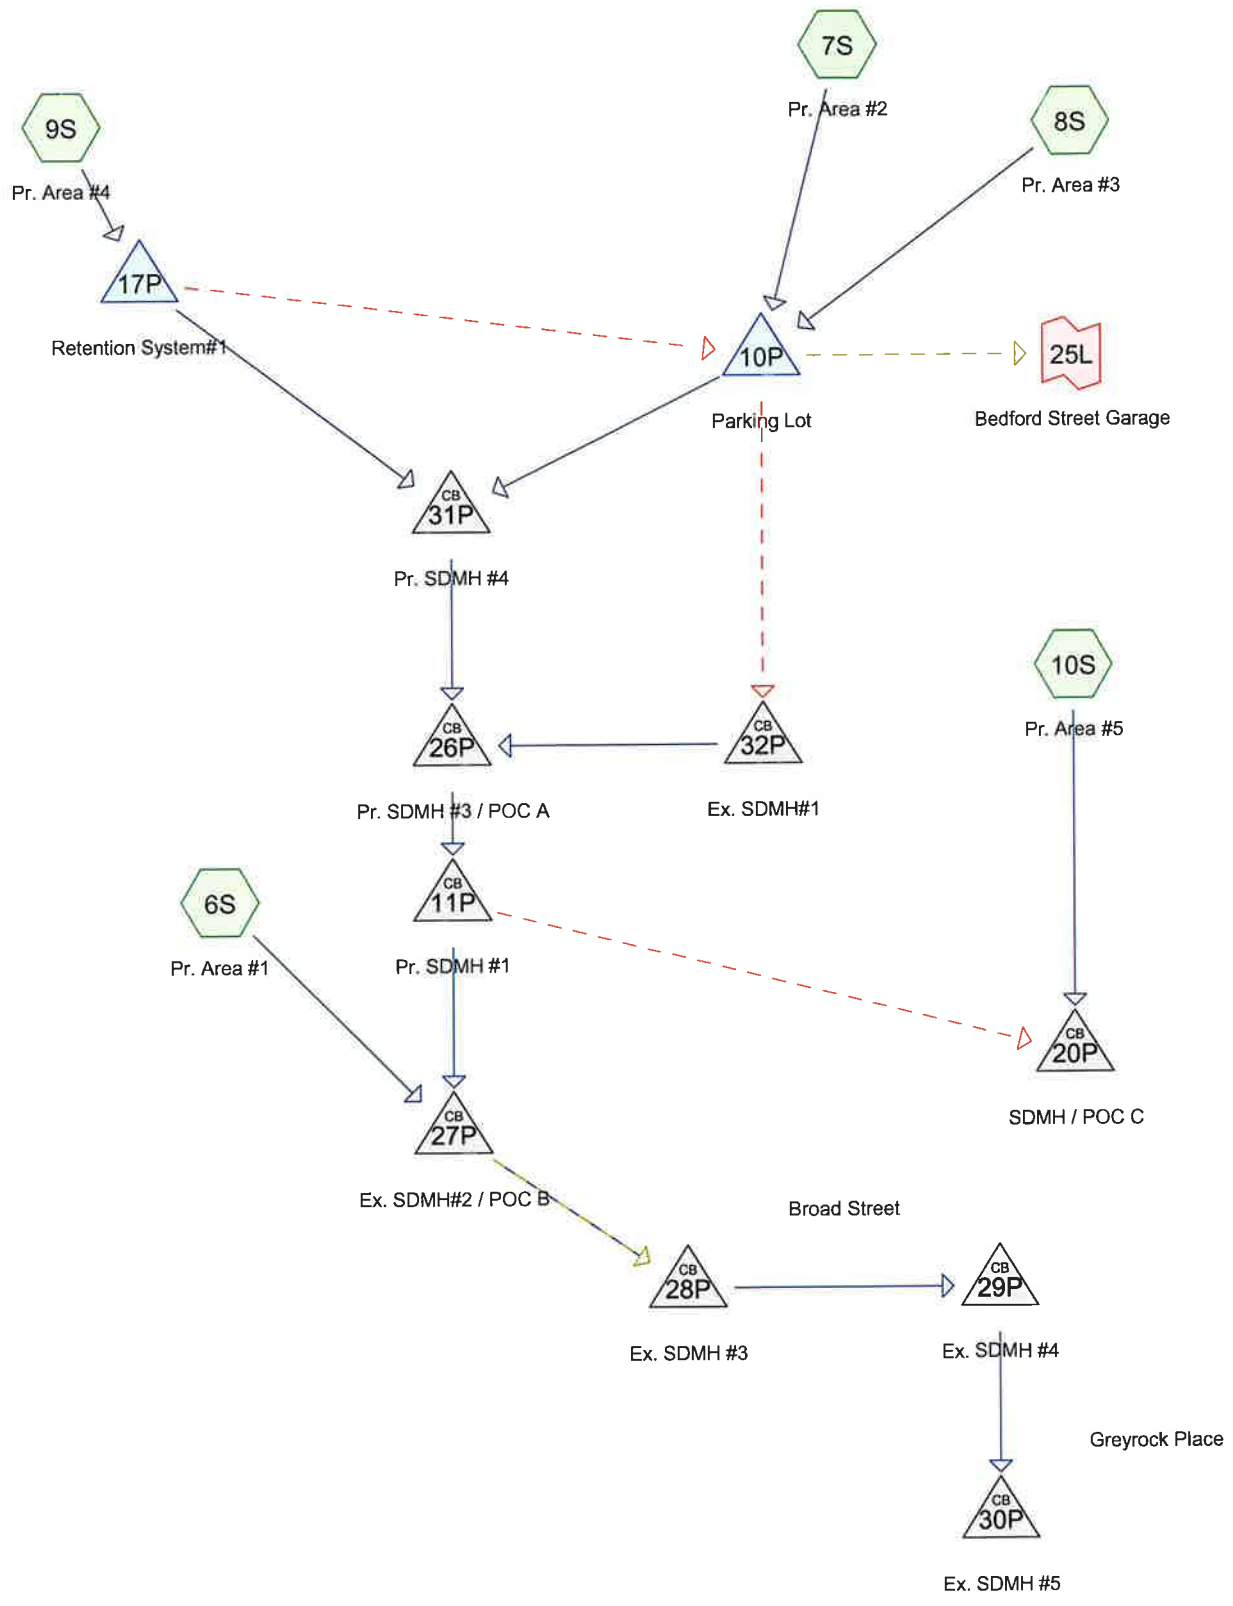 7S
Pr. Area #2
9S
Pr. Area #4
8S
Pr. Area #3
17P
Retention System#1
10P
Parking Lot
25L
Bedford Street Garage
CB
31P
Pr. SDMH #4
10S
Pr. Area #5
CB
26P
Pr. SDMH #3 / POC A
CB
32P
Ex. SDMH#1
6S
Pr. Area #1
CB
11P
Pr. SDMH #1
CB
20P
SDMH / POC C
CB
27P
Ex. SDMH#2 / POC B
Broad Street
CB
28P
Ex. SDMH #3
CB
29P
Ex. SDMH #4
Greyrock Place
CB
30P
Ex. SDMH #5